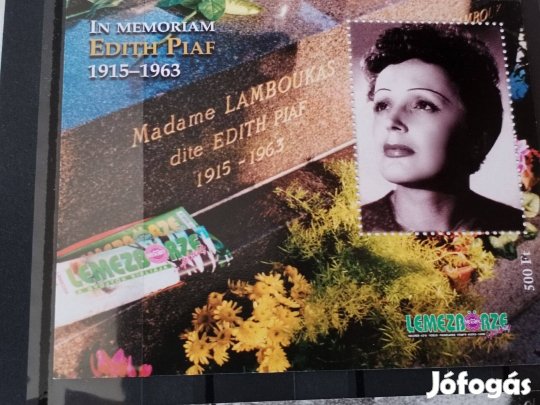 IN MEMORIAM
EDITH PIAF
1915–1963
Madame LAMBOUKAS
dite EDITH PIAF
1915 - 1963
LEMEZBÖRZE
500 Ft
LEMEZBÖRZE
Jófogás